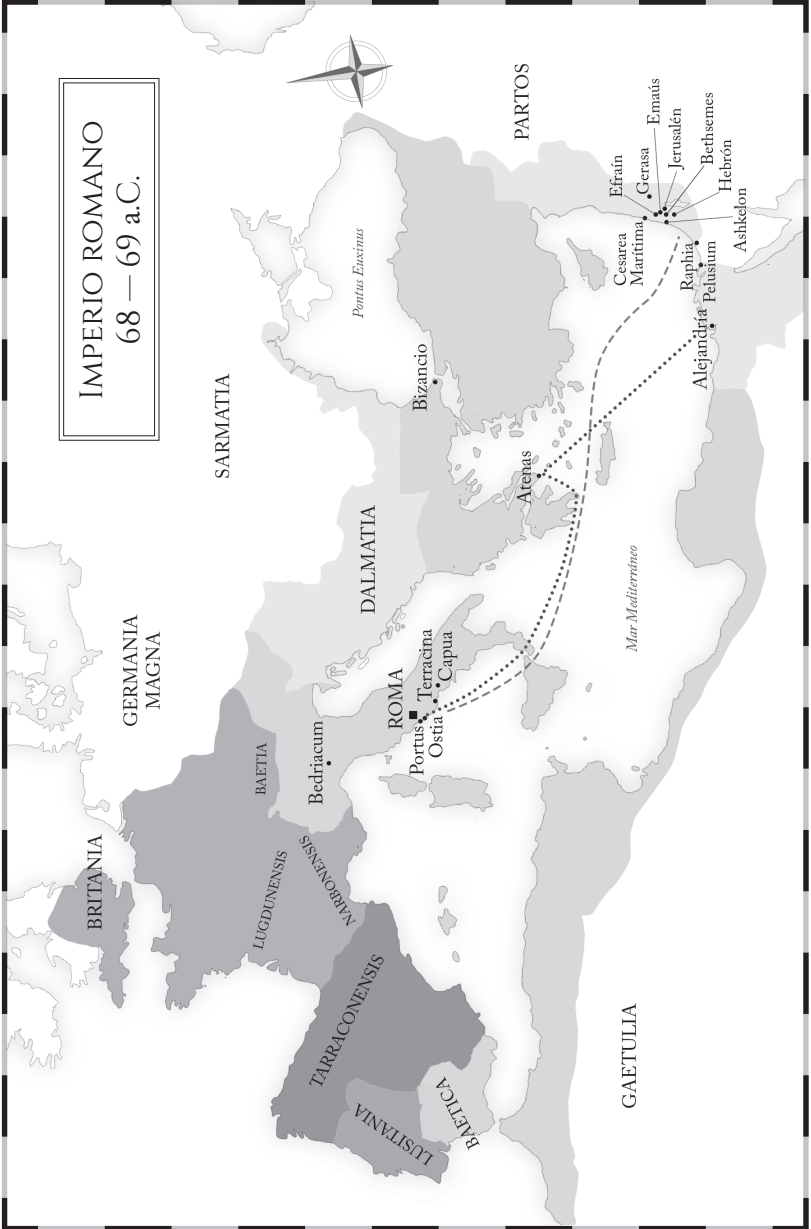 IMPERIO ROMANO
68 – 69 a.C.
BRITANIA
GERMANIA
MAGNA
SARMATIA
Pontus Euxinus
PARTOS
LUGDUNENSIS
BAETIA
NARBONENSIS
Bedriacum
DALMATIA
Bizancio
TARRACONENSIS
LUSITANIA
BAETICA
ROMA
Portus
Ostia
Terracina
Capua
Atenas
Mar Mediterráneo
Alejandría
Pelusium
Raphia
Cesarea
Marítima
Efraín
Gerasa
Emaús
Jerusalén
Bethsemes
Hebrón
Ashkelon
GAETULIA